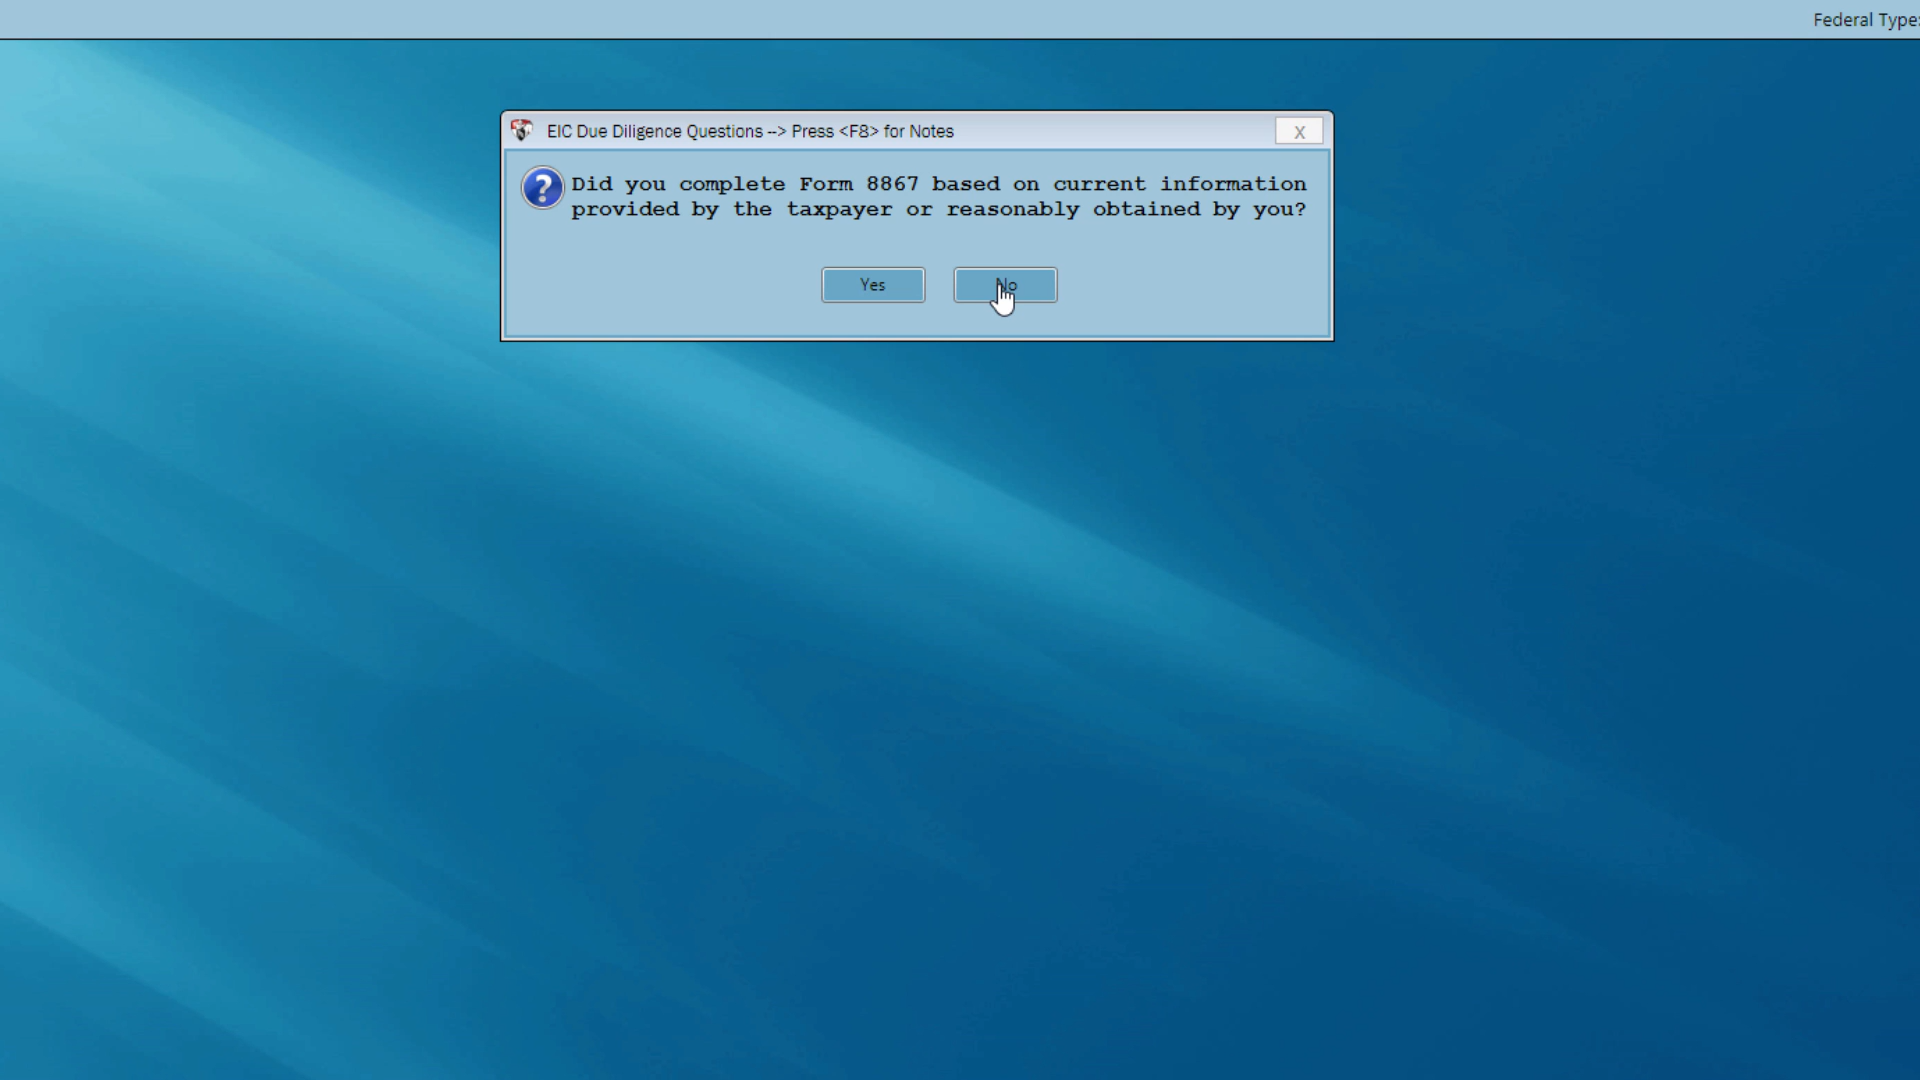 Federal Type:
EIC Due Diligence Questions --> Press <F8> for Notes
X
Did you complete Form 8867 based on current information
provided by the taxpayer or reasonably obtained by you?
Yes
No